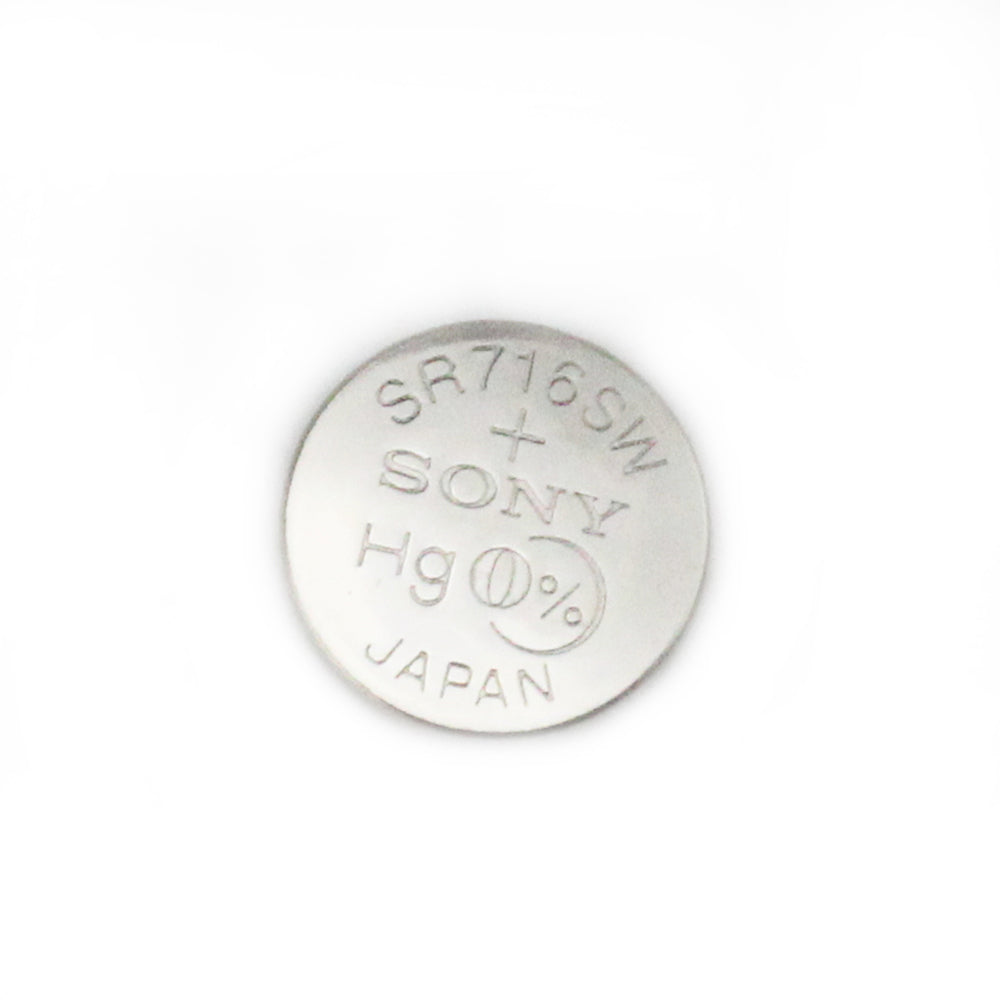 SR716SW
+
SONY
Hg 0%
JAPAN